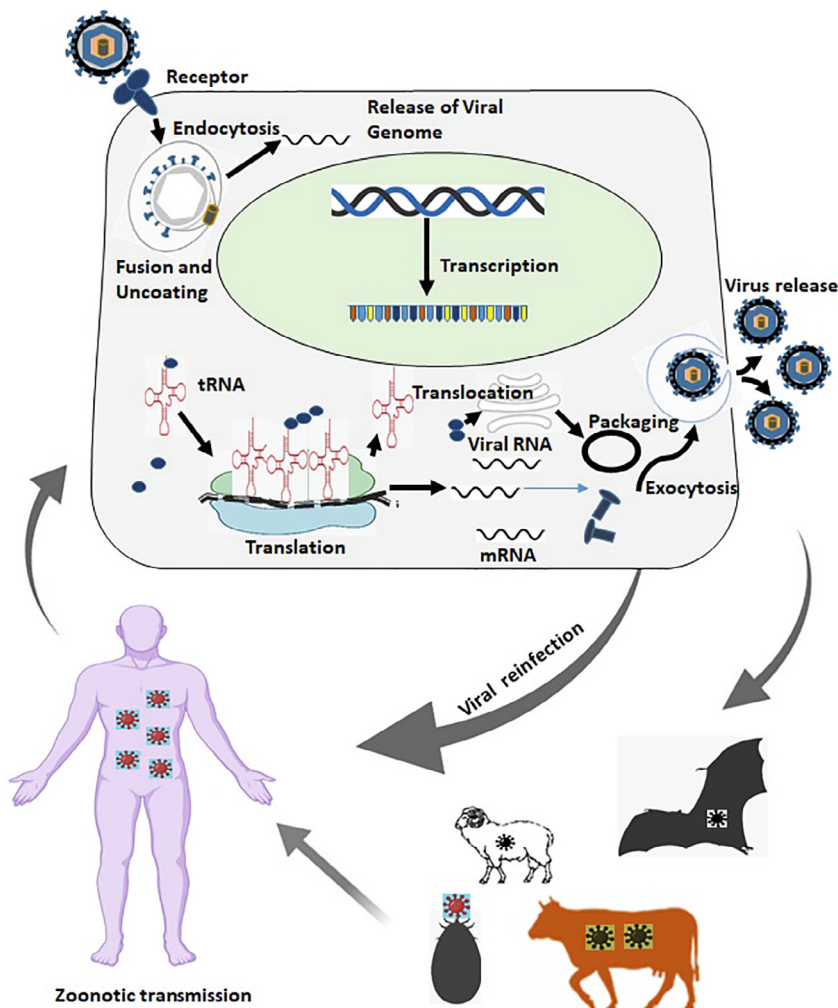 Receptor
Endocytosis
Release of Viral
Genome
Fusion and
Uncoating
Transcription
Virus release
tRNA
Translocation
Packaging
Viral RNA
Exocytosis
Translation
mRNA
Viral reinfection
Zoonotic transmission